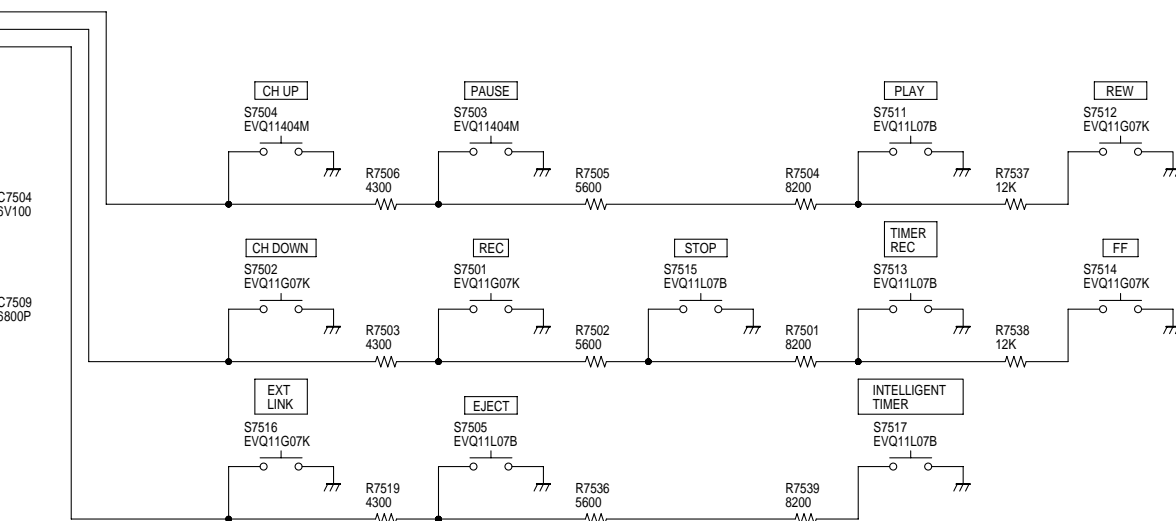 CH UP
S7504
EVQ11404M
PAUSE
S7503
EVQ11404M
PLAY
S7511
EVQ11L07B
REW
S7512
EVQ11G07K
R7506
4300
R7505
5600
R7504
8200
R7537
12K
C7504
6V100
CH DOWN
S7502
EVQ11G07K
REC
S7501
EVQ11G07K
STOP
S7515
EVQ11L07B
TIMER
REC
S7513
EVQ11L07B
FF
S7514
EVQ11G07K
C7509
6800P
R7503
4300
R7502
5600
R7501
8200
R7538
12K
EXT
LINK
S7516
EVQ11G07K
EJECT
S7505
EVQ11L07B
INTELLIGENT
TIMER
S7517
EVQ11L07B
R7519
4300
R7536
5600
R7539
8200